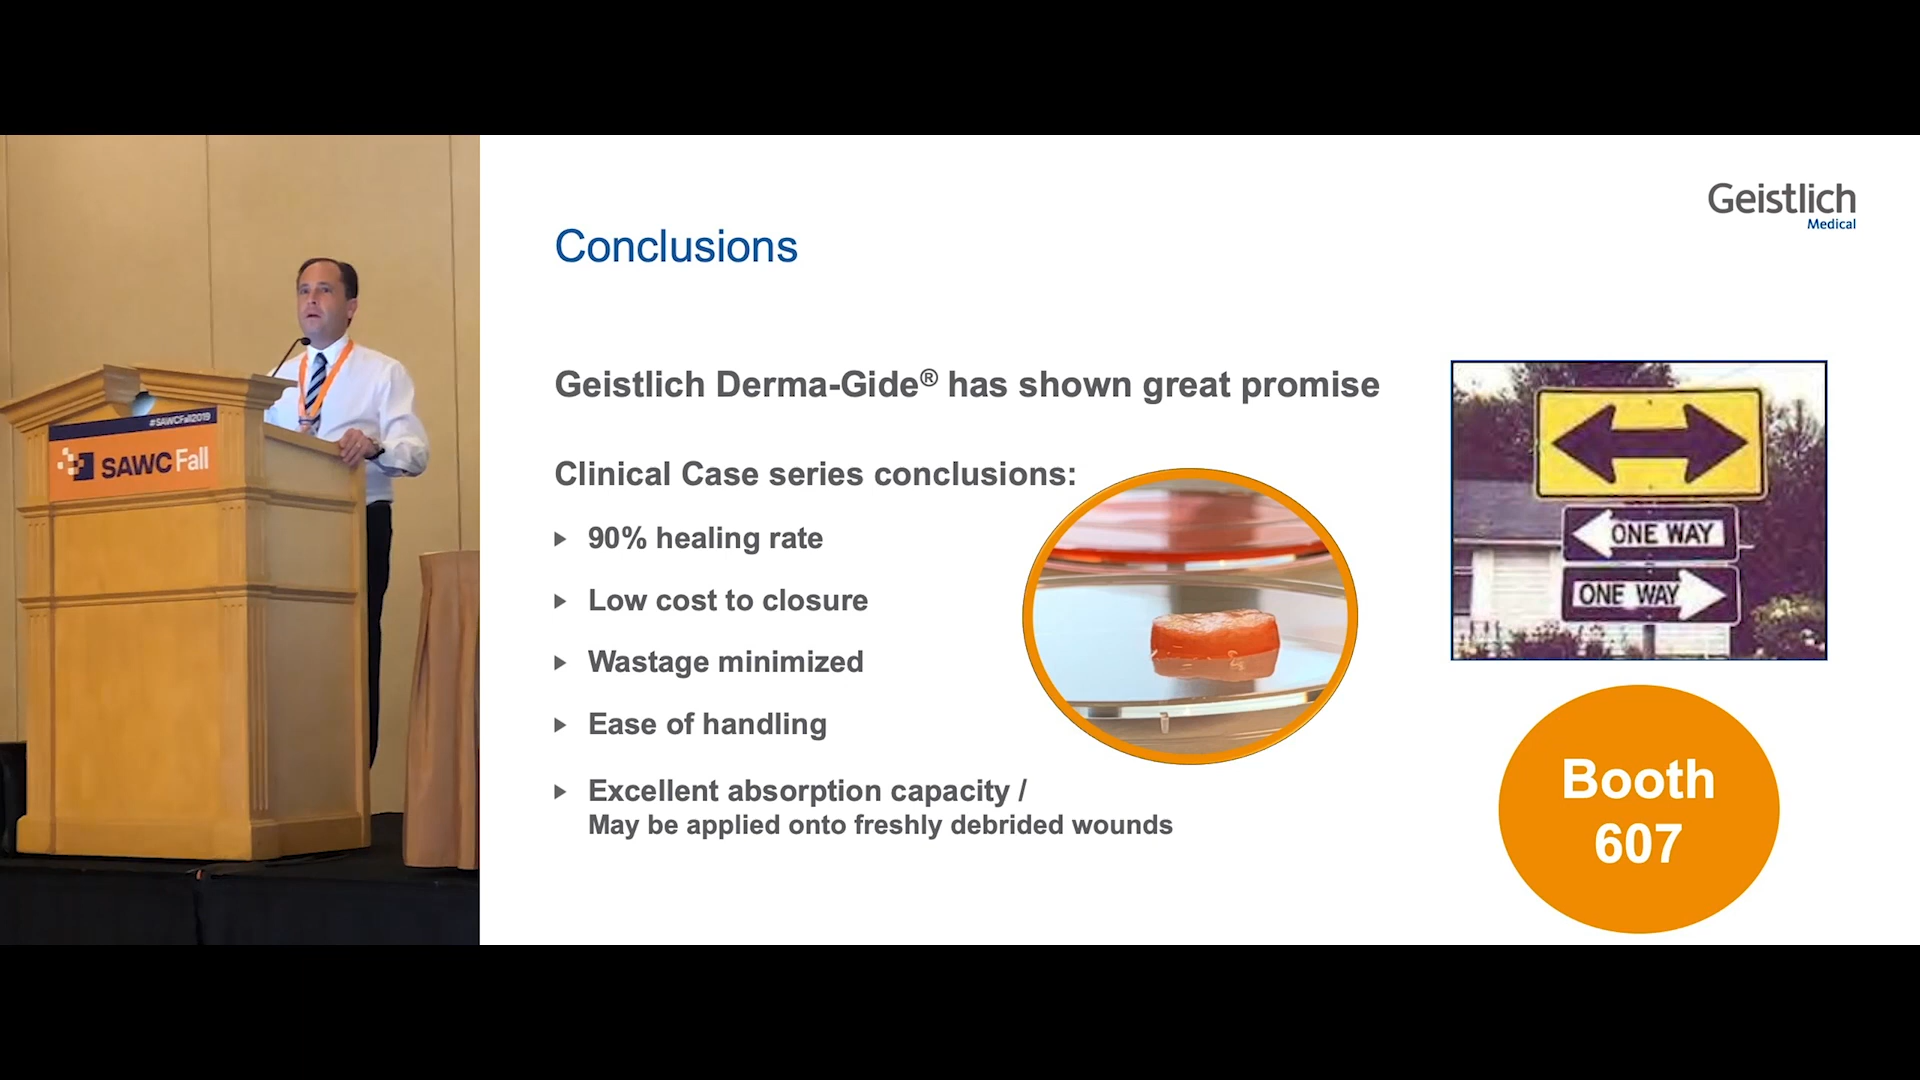 #SAWCFall2019
SAWC Fall
Geistlich
Medical
Conclusions
Geistlich Derma-Gide® has shown great promise
Clinical Case series conclusions:
90% healing rate
Low cost to closure
Wastage minimized
Ease of handling
Excellent absorption capacity /
May be applied onto freshly debrided wounds
ONE WAY
ONE WAY
Booth
607